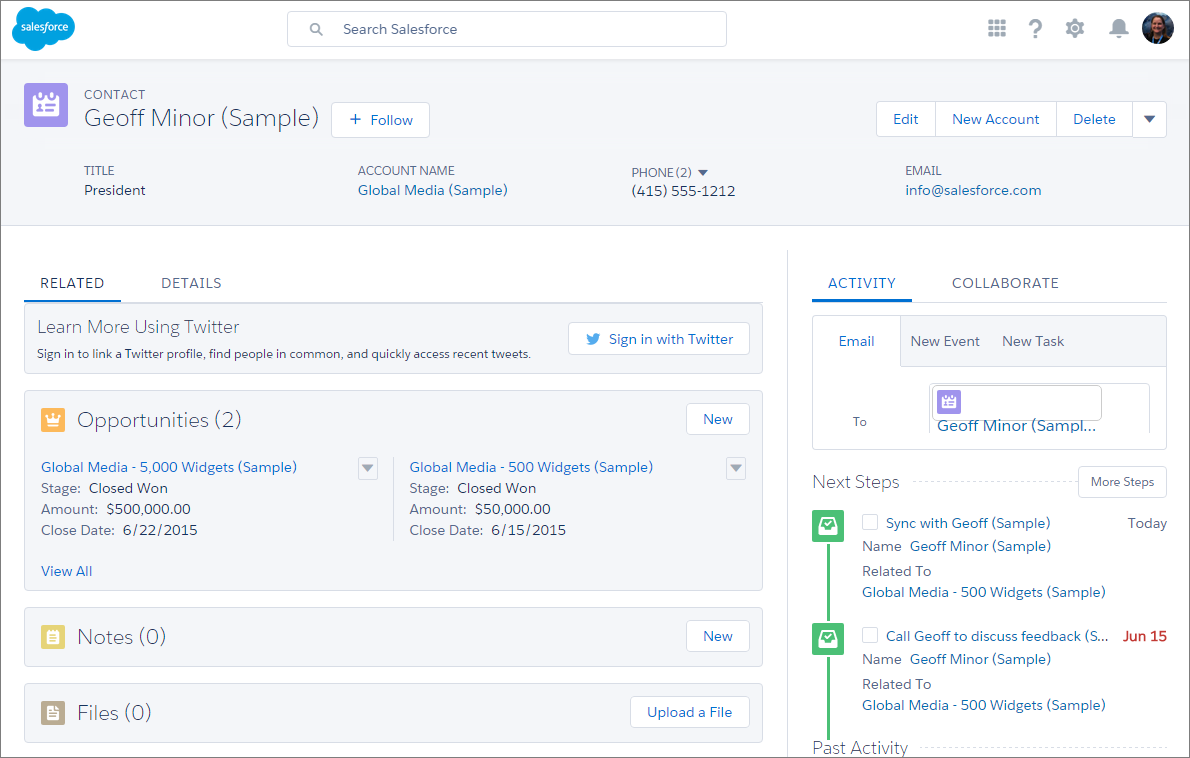 salesforce
Search Salesforce
CONTACT
Geoff Minor (Sample)
+ Follow
Edit
New Account
Delete
TITLE
President
ACCOUNT NAME
Global Media (Sample)
PHONE (2)
(415) 555-1212
EMAIL
info@salesforce.com
RELATED
DETAILS
Learn More Using Twitter
Sign in to link a Twitter profile, find people in common, and quickly access recent tweets.
Sign in with Twitter
Opportunities (2)
New
Global Media - 5,000 Widgets (Sample)
Stage: Closed Won
Amount: $500,000.00
Close Date: 6/22/2015
Global Media - 500 Widgets (Sample)
Stage: Closed Won
Amount: $50,000.00
Close Date: 6/15/2015
View All
Notes (0)
New
Files (0)
Upload a File
ACTIVITY
COLLABORATE
Email
New Event
New Task
To
Geoff Minor (Sampl...
Next Steps
More Steps
Sync with Geoff (Sample)
Today
Name Geoff Minor (Sample)
Related To
Global Media - 500 Widgets (Sample)
Call Geoff to discuss feedback (S...
Jun 15
Name Geoff Minor (Sample)
Related To
Global Media - 500 Widgets (Sample)
Past Activity